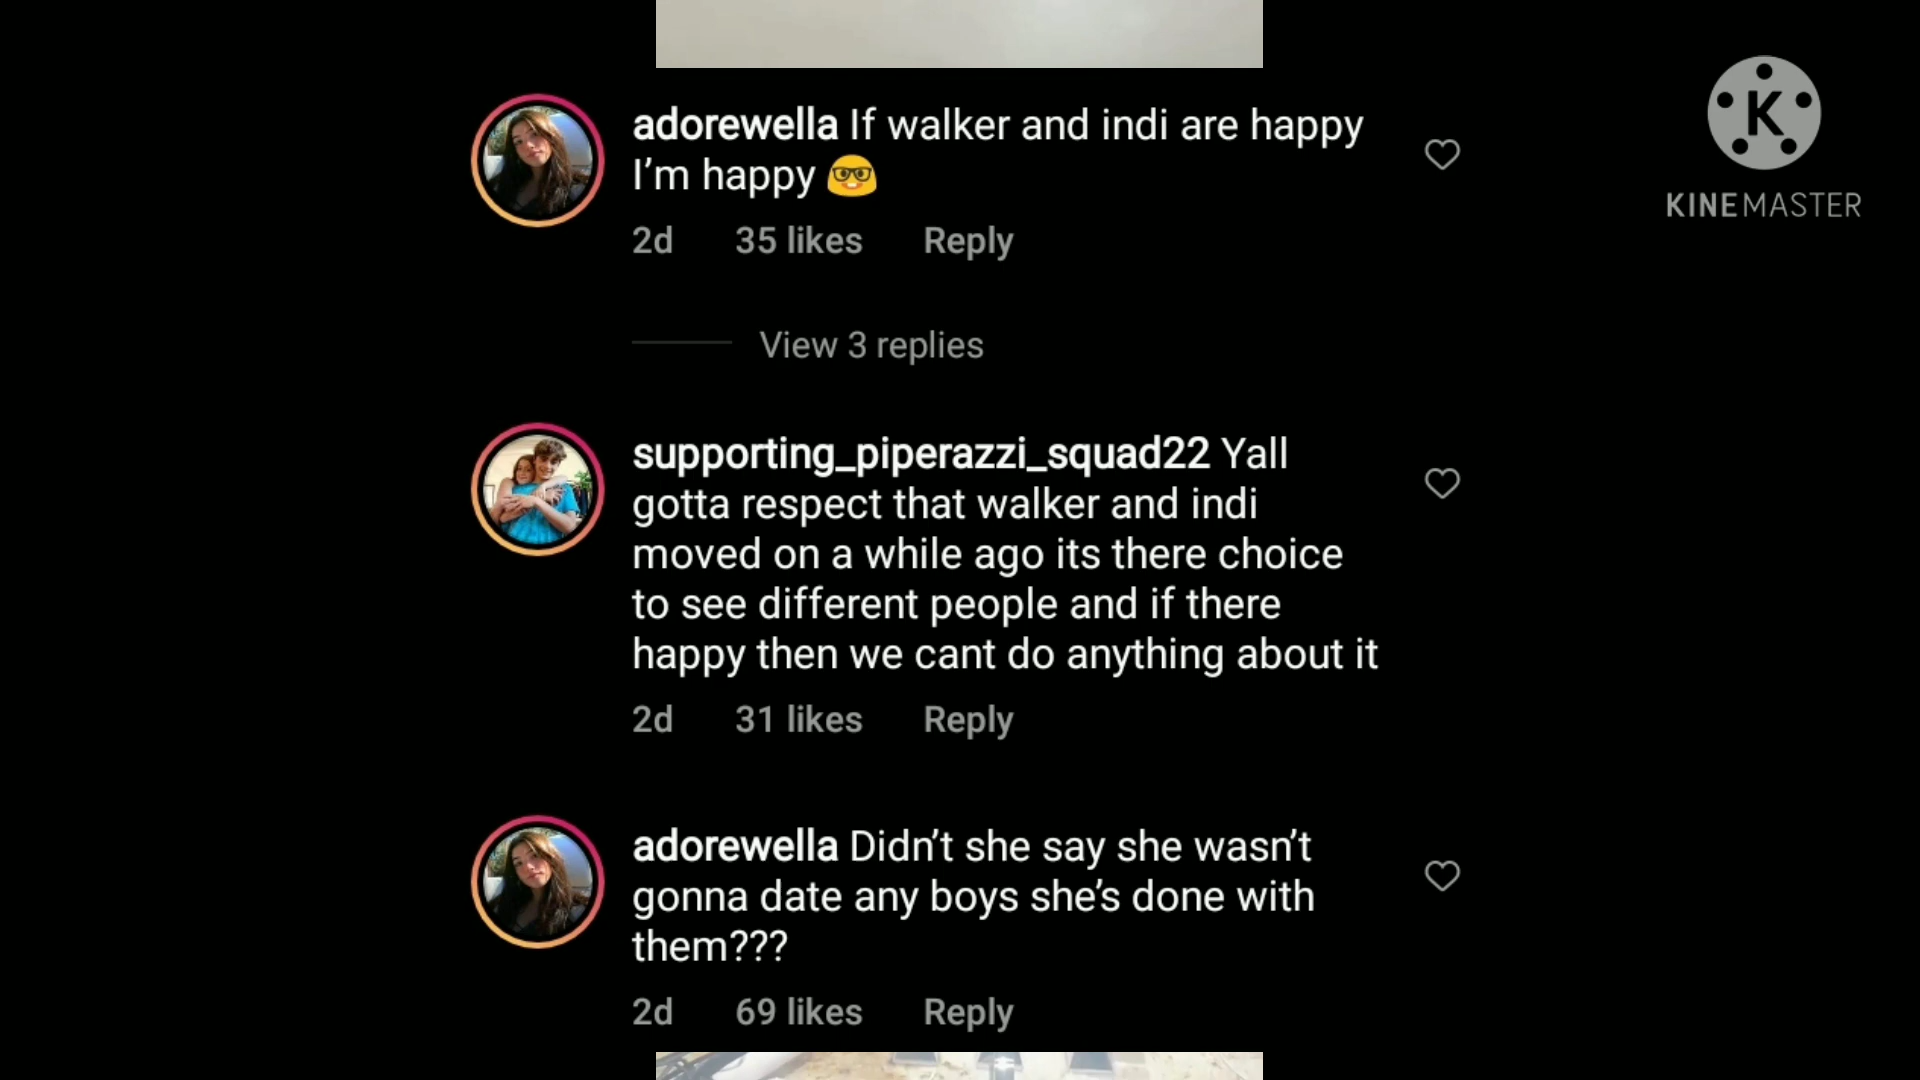 adorewella If walker and indi are happy
I’m happy 🤓
2d 35 likes Reply
View 3 replies
supporting_piperazzi_squad22 Yall
gotta respect that walker and indi
moved on a while ago its there choice
to see different people and if there
happy then we cant do anything about it
2d 31 likes Reply
adorewella Didn’t she say she wasn’t
gonna date any boys she’s done with
them???
2d 69 likes Reply
K
KINEMASTER